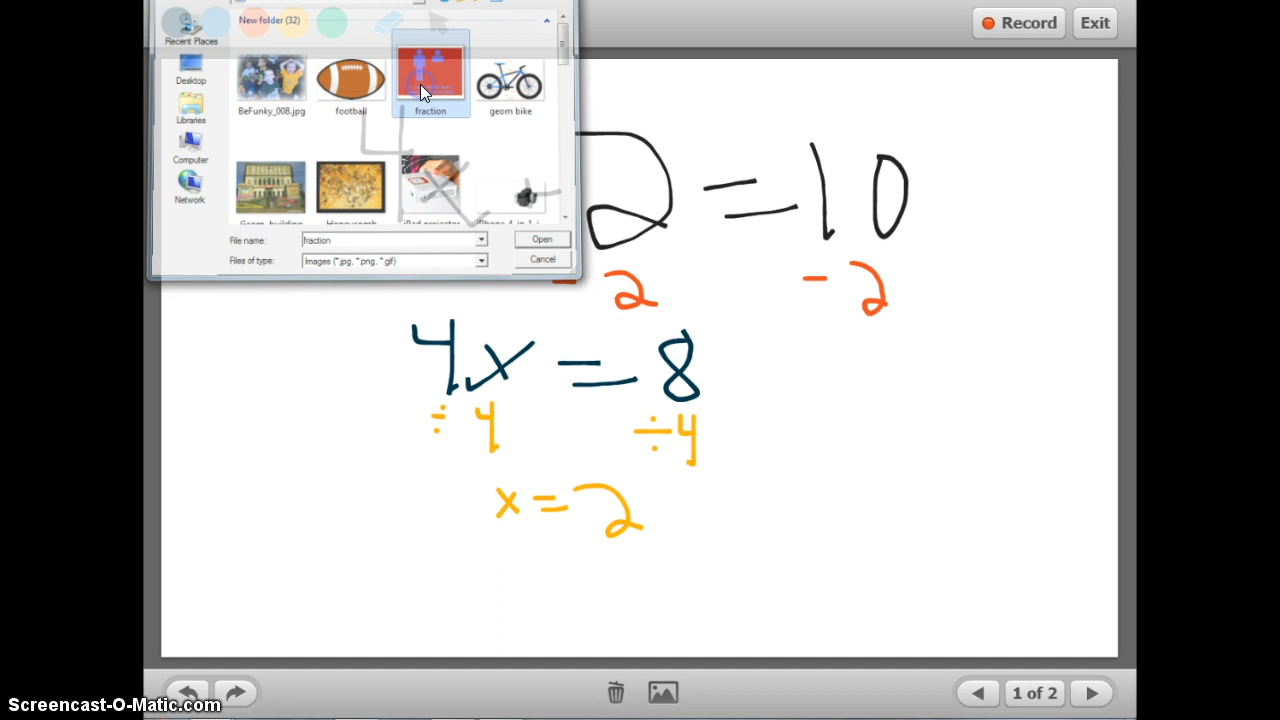 New folder (32)
Record
Exit
Recent Places
Desktop
Libraries
Computer
Network
BeFunky_008.jpg
football
fraction
geom bike
File name:
fraction
Open
Files of type:
Images (*.jpg, *.png, *.gif)
Cancel
4x + 2 = 10
- 2 - 2
4x = 8
÷ 4 ÷4
x = 2
1 of 2
Screencast-O-Matic.com